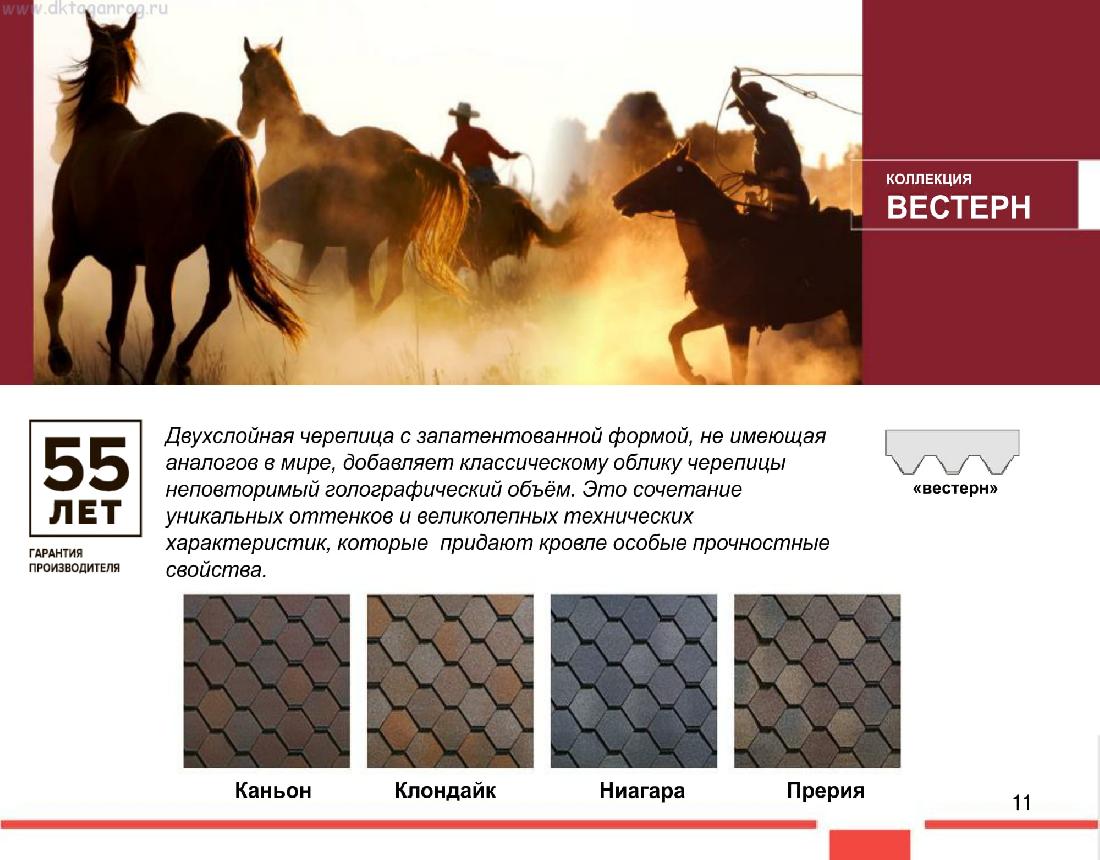 www.dktaganrog.ru
КОЛЛЕКЦИЯ
ВЕСТЕРН
55
ЛЕТ
ГАРАНТИЯ
ПРОИЗВОДИТЕЛЯ
Двухслойная черепица с запатентованной формой, не имеющая
аналогов в мире, добавляет классическому облику черепицы
неповторимый голографический объём. Это сочетание
уникальных оттенков и великолепных технических
характеристик, которые  придают кровле особые прочностные
свойства.
«вестерн»
Каньон
Клондайк
Ниагара
Прерия
11